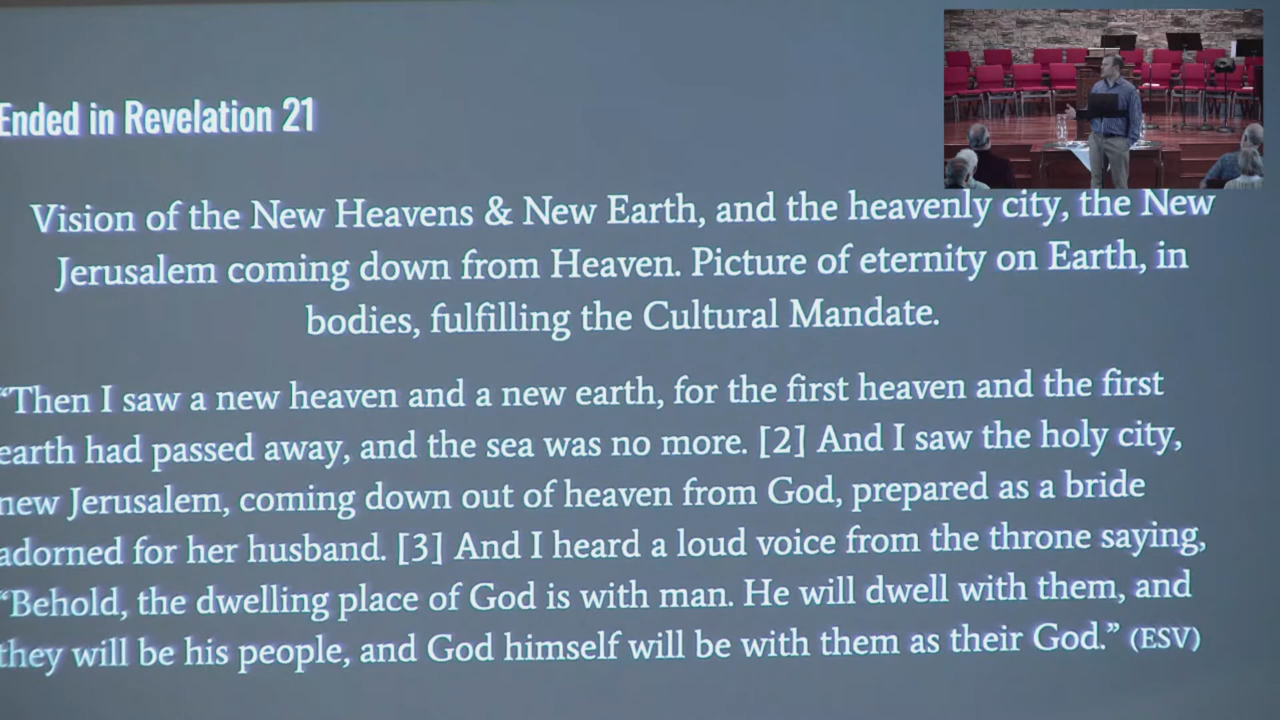 Ended in Revelation 21
Vision of the New Heavens & New Earth, and the heavenly city, the New
Jerusalem coming down from Heaven. Picture of eternity on Earth, in
bodies, fulfilling the Cultural Mandate.
“Then I saw a new heaven and a new earth, for the first heaven and the first
earth had passed away, and the sea was no more. [2] And I saw the holy city,
new Jerusalem, coming down out of heaven from God, prepared as a bride
adorned for her husband. [3] And I heard a loud voice from the throne saying,
“Behold, the dwelling place of God is with man. He will dwell with them, and
they will be his people, and God himself will be with them as their God.” (ESV)